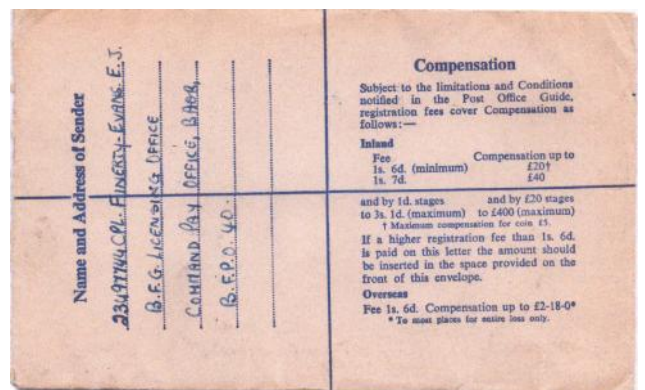 Name and Address of Sender
23497744 CPL. FINERTY-EVANS. E. J.
B.F.G. LICENSING OFFICE
COMMAND PAY OFFICE, BAOR,
B.F.P.O. 40.
Compensation
Subject to the limitations and Conditions
notified in the Post Office Guide,
registration fees cover Compensation as
follows:—
Inland
Fee Compensation up to
1s. 6d. (minimum) £20†
1s. 7d. £40
and by 1d. stages and by £20 stages
to 3s. 1d. (maximum) to £400 (maximum)
† Maximum compensation for coin £5.
If a higher registration fee than 1s. 6d.
is paid on this letter the amount should
be inserted in the space provided on the
front of this envelope.
Overseas
Fee 1s. 6d. Compensation up to £2-18-0*
* To most places for entire loss only.